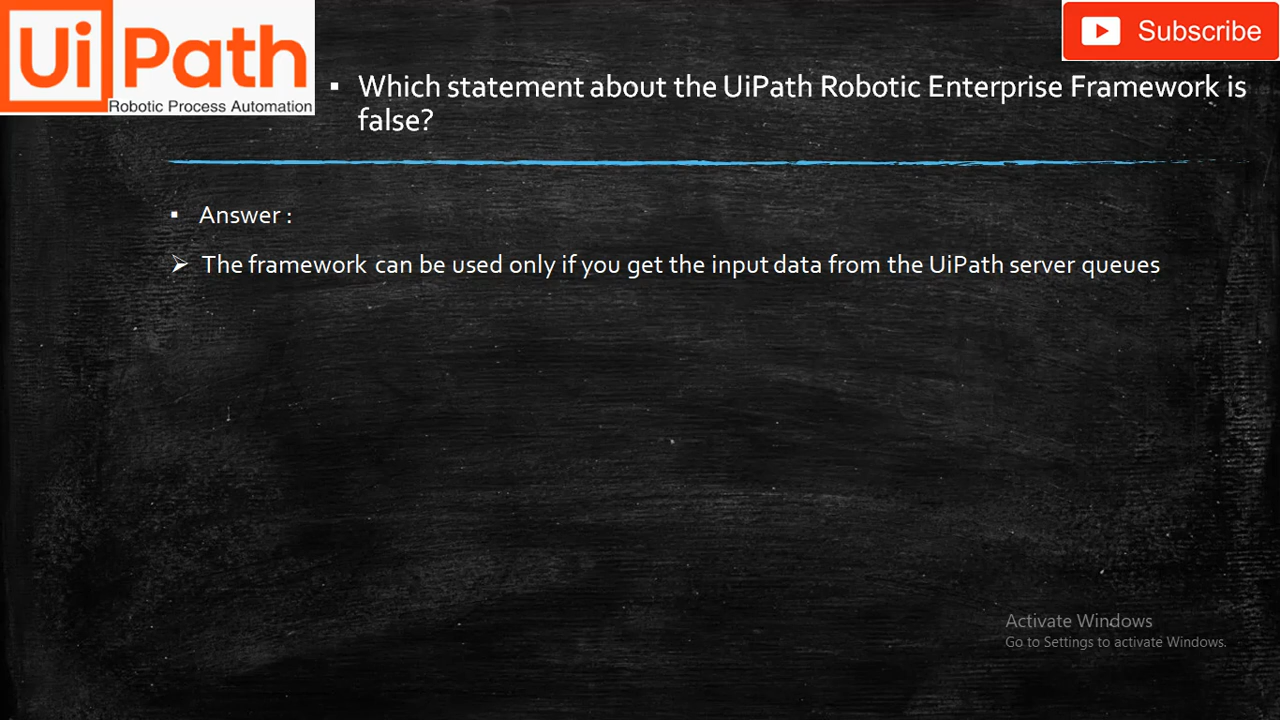 UiPath
Robotic Process Automation
Subscribe
▪ Which statement about the UiPath Robotic Enterprise Framework is
false?
▪ Answer :
➢ The framework can be used only if you get the input data from the UiPath server queues
Activate Windows
Go to Settings to activate Windows.